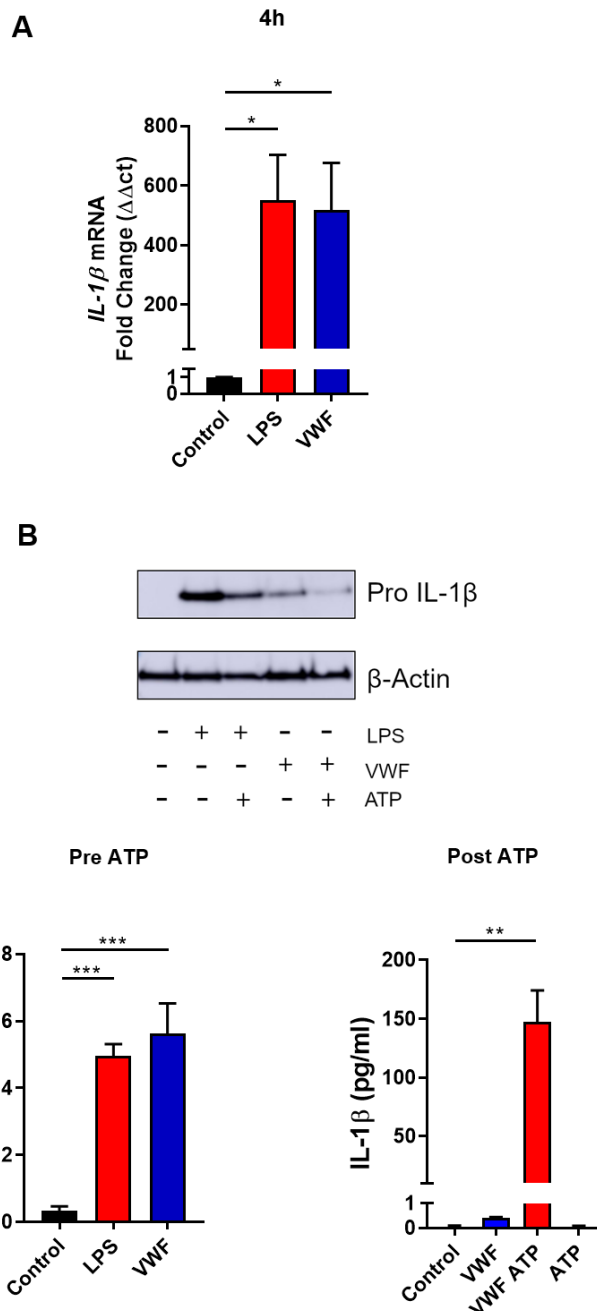 A
4h
*
*
IL-1β mRNA
Fold Change (ΔΔct)
800
600
400
200
1
0
Control
LPS
VWF
B
Pro IL-1β
β-Actin
- + + - - LPS
- - - + + VWF
- - + - + ATP
Pre ATP
***
***
8
6
4
2
0
Control
LPS
VWF
Post ATP
**
IL-1β (pg/ml)
200
150
100
50
1
0
Control
VWF
VWF ATP
ATP